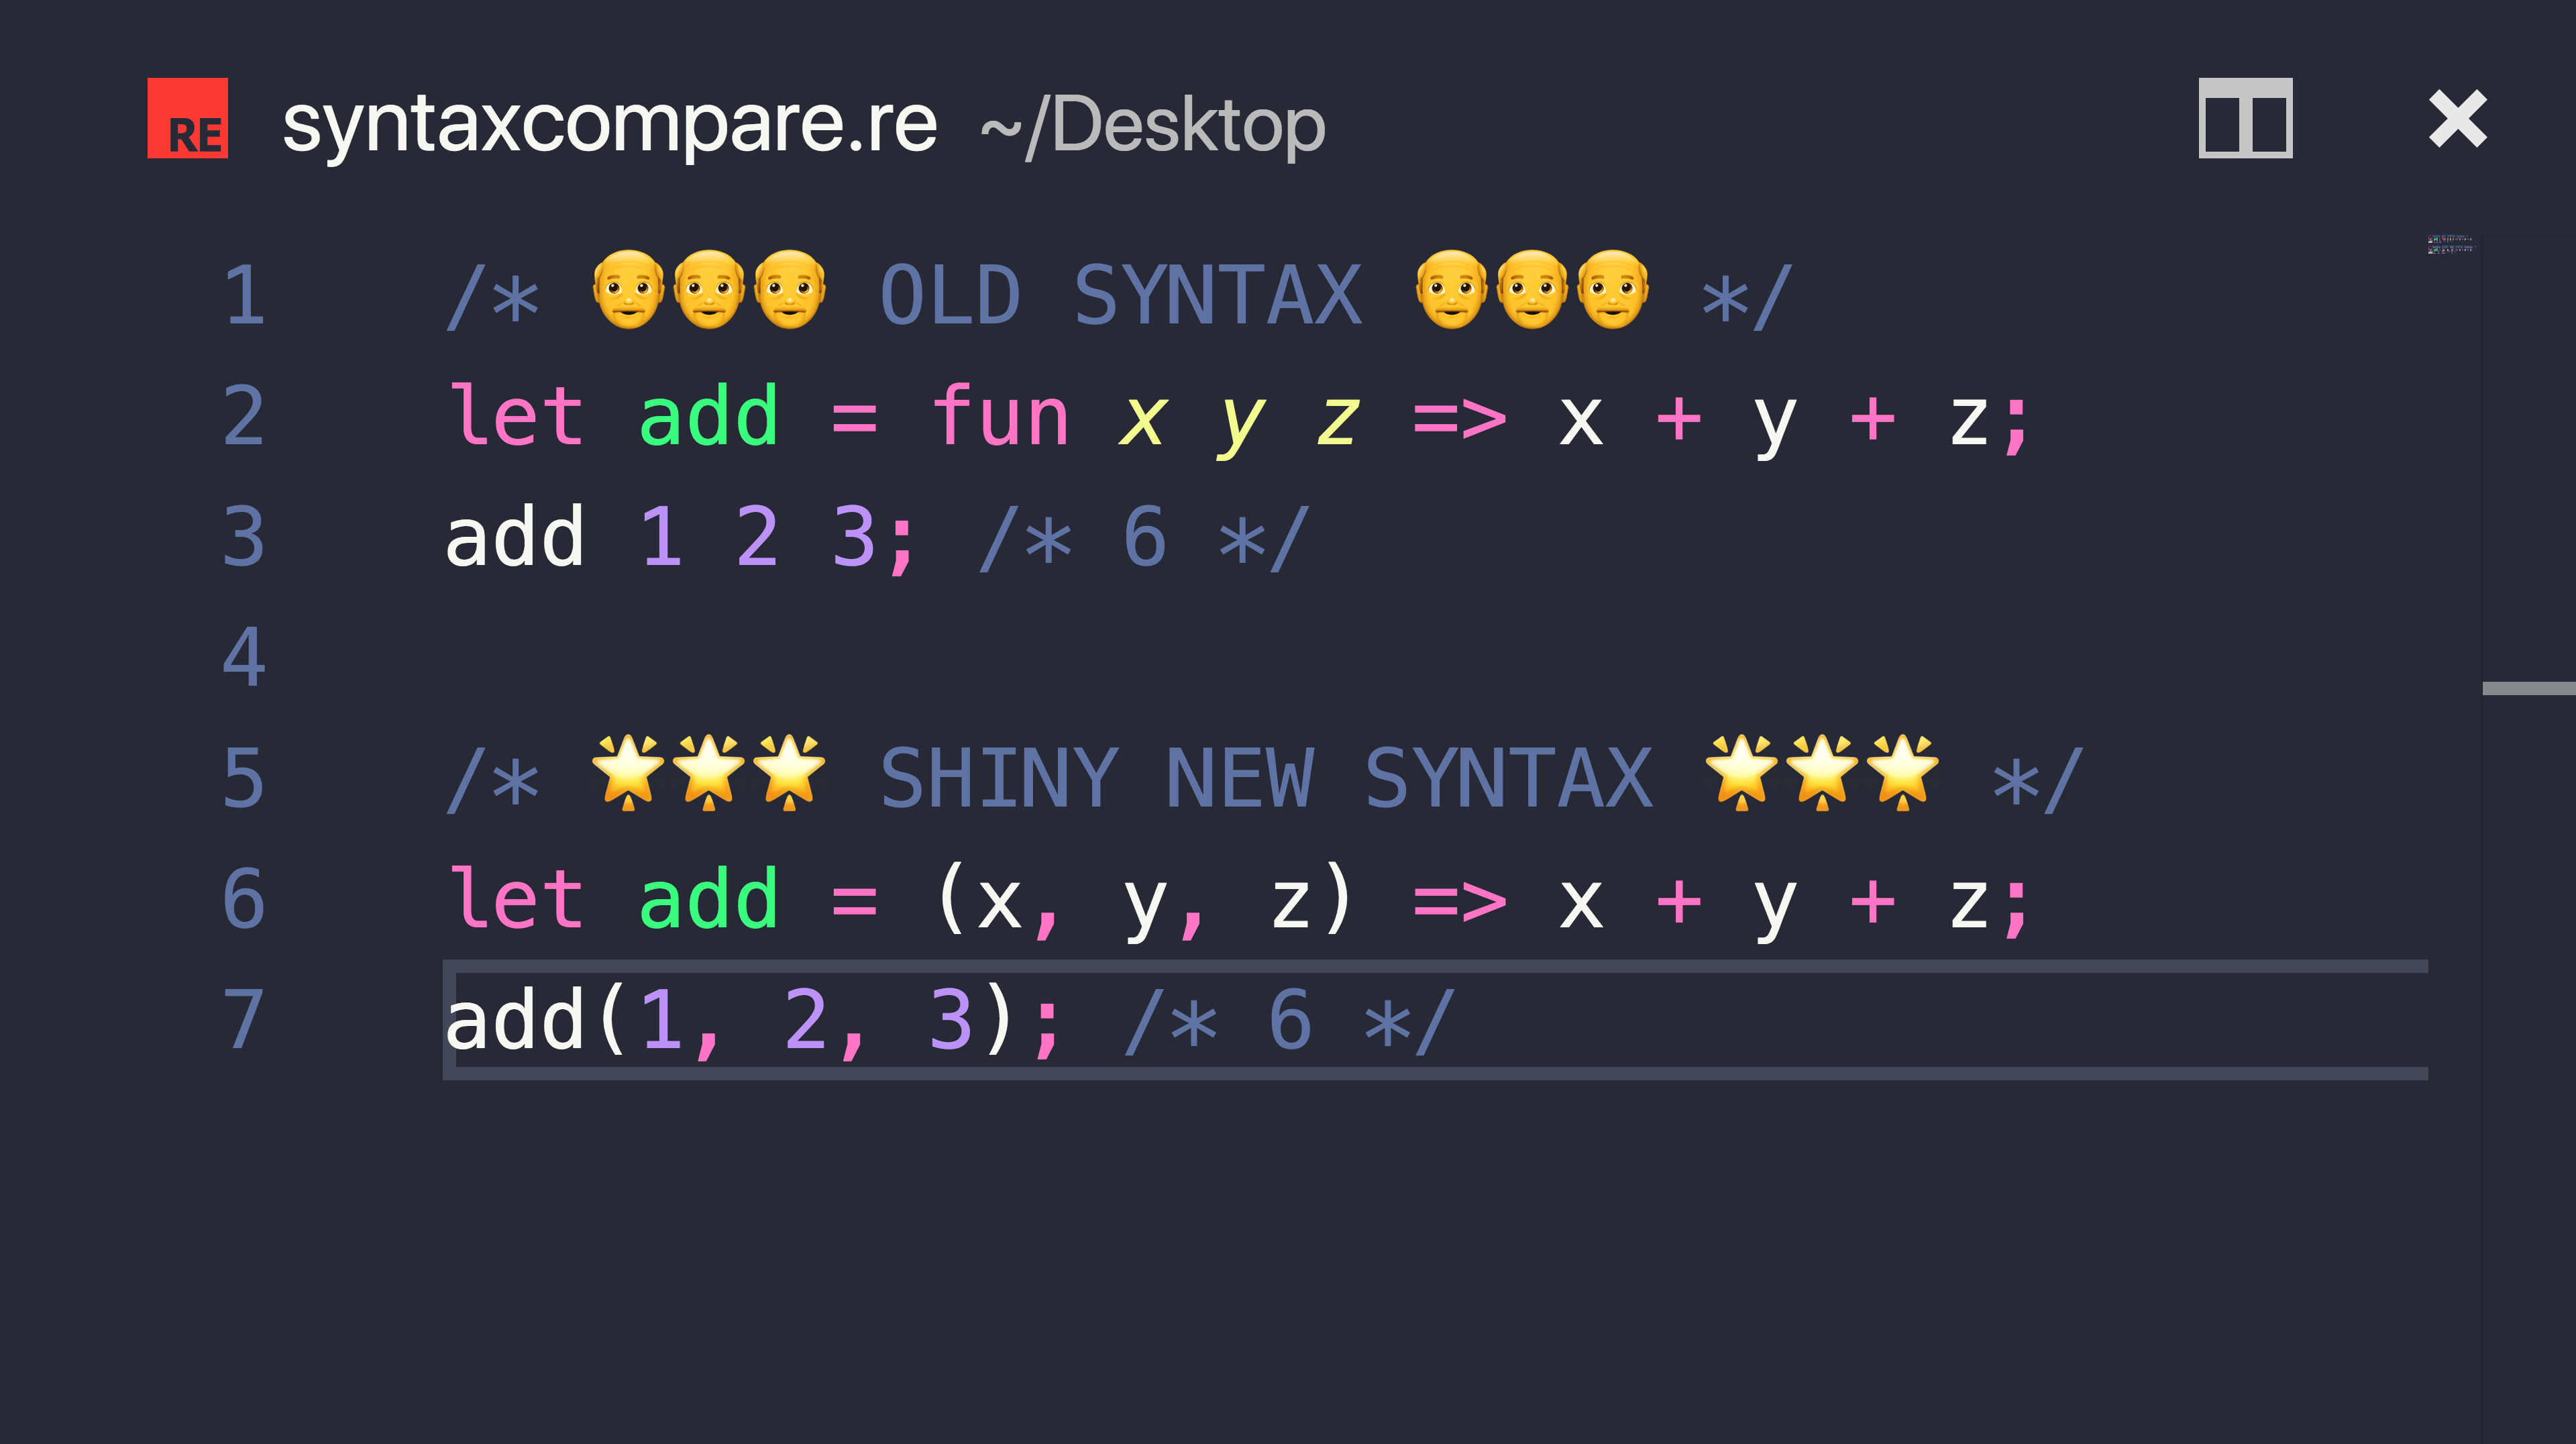 RE syntaxcompare.re ~/Desktop
1 /* 👴👴👴 OLD SYNTAX 👴👴👴 */
2 let add = fun x y z => x + y + z;
3 add 1 2 3; /* 6 */
4
5 /* 🌟🌟🌟 SHINY NEW SYNTAX 🌟🌟🌟 */
6 let add = (x, y, z) => x + y + z;
7 add(1, 2, 3); /* 6 */